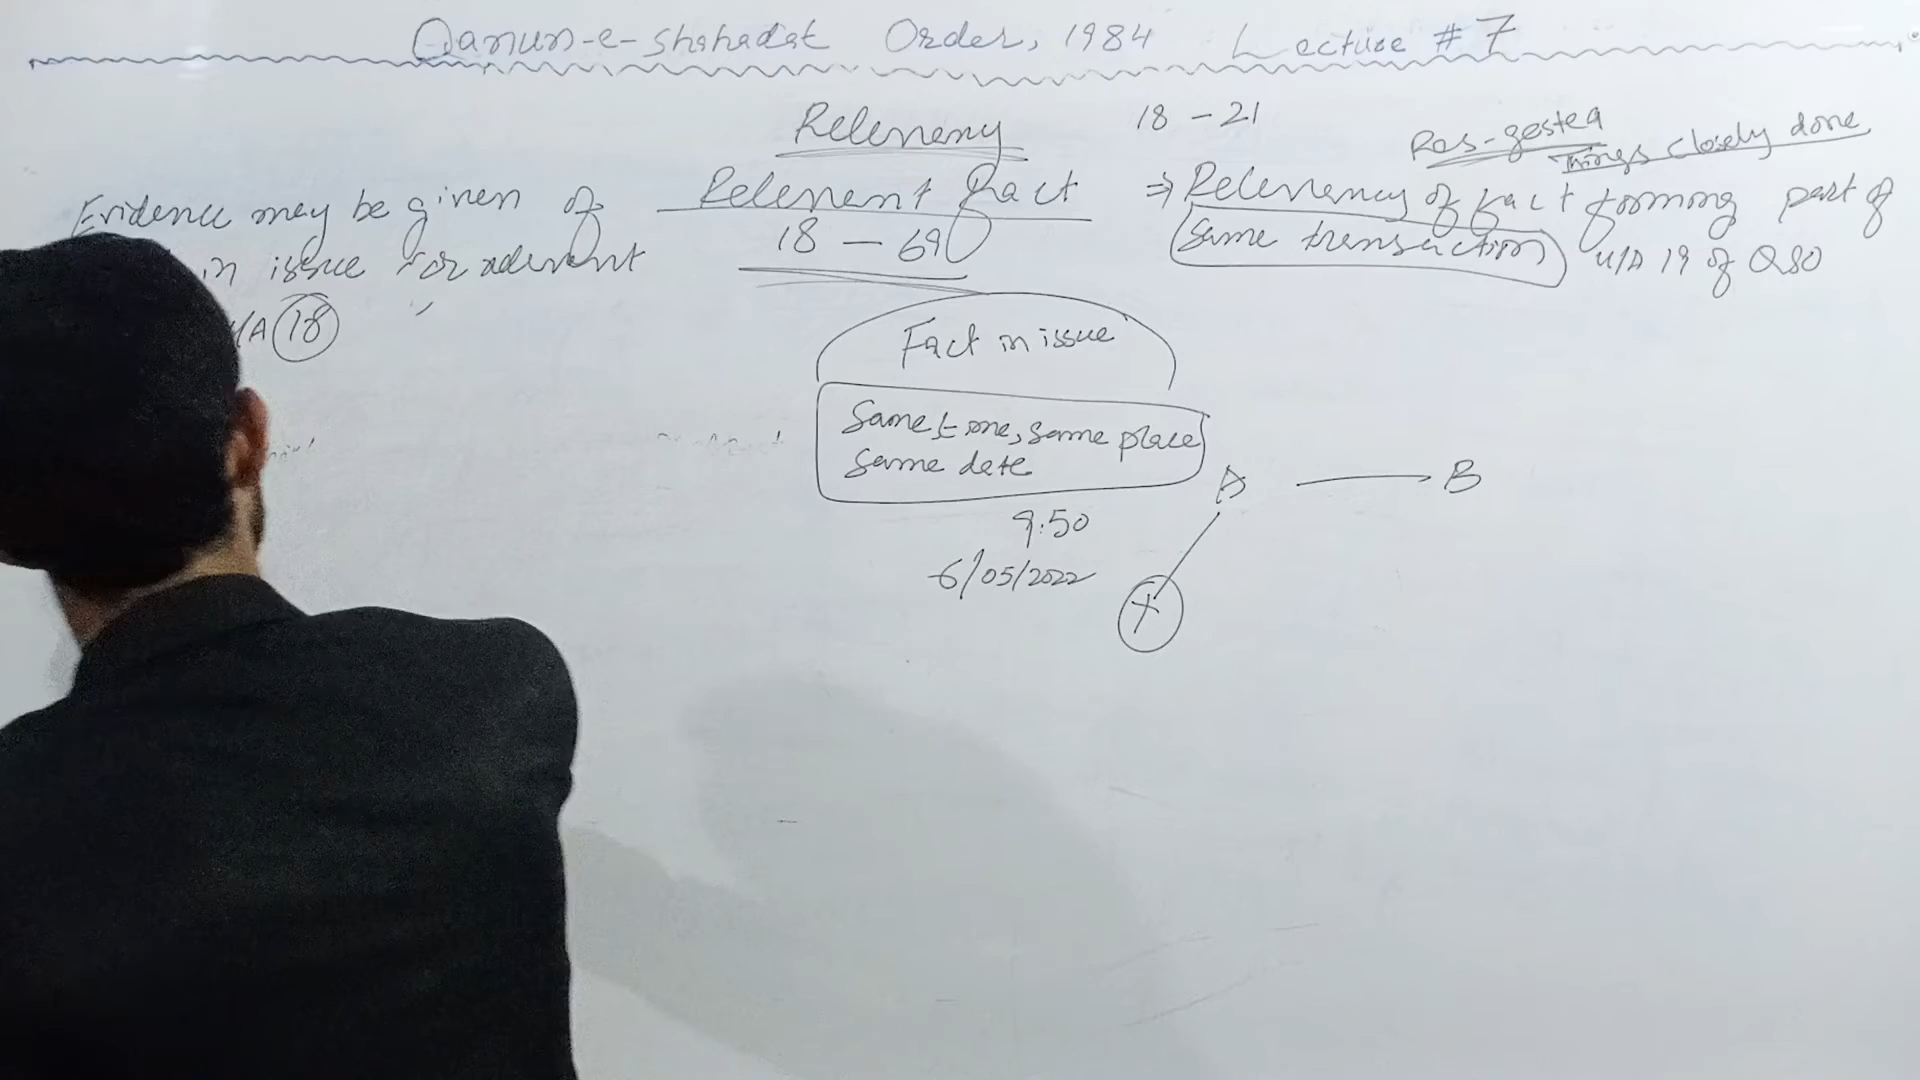 Qanun-e-Shahadat Order, 1984 Lecture # 7
Relevancy
18 - 21
Res-gestea
Things closely done
Evidence may be given of
in issue or relevant
/A 18
Relevent fact
18 - 69
⇒ Relevency of fact forming part of
Same transaction u/A 19 of QSO
Fact in issue
Same time, same place
Same date
9:50
6/05/2022
A — B
X